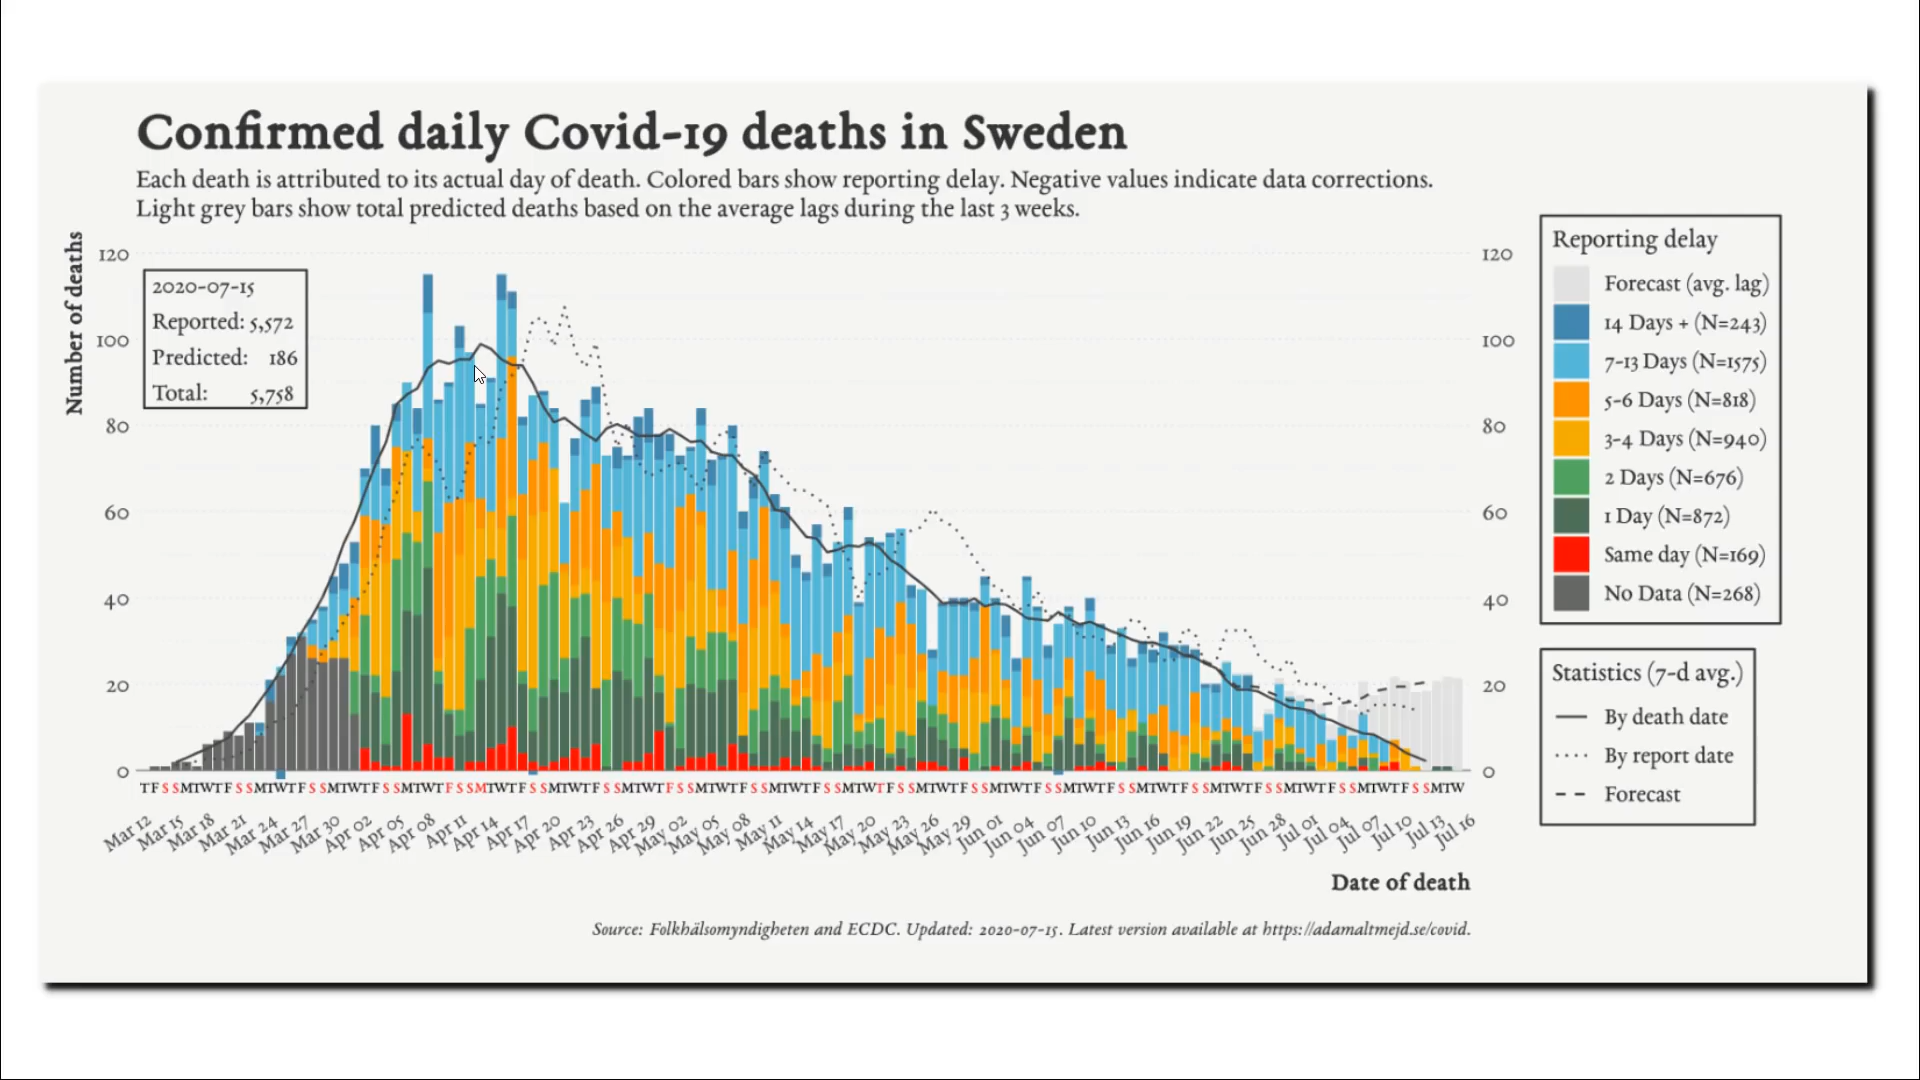 Confirmed daily Covid-19 deaths in Sweden
Each death is attributed to its actual day of death. Colored bars show reporting delay. Negative values indicate data corrections.
Light grey bars show total predicted deaths based on the average lags during the last 3 weeks.
Number of deaths
120
100
80
60
40
20
0
2020-07-15
Reported: 5,572
Predicted: 186
Total: 5,758
120
100
80
60
40
20
0
T F S S M T W T F S S M T W T F S S M T W T F S S M T W T F S S M T W T F S S M T W T F S S M T W T F S S M T W T F S S M T W T F S S M T W T F S S M T W T F S S M T W T F S S M T W T F S S M T W T F S S M T W T F S S M T W T F S S M T W T F S S M T W
Mar 12 Mar 15 Mar 18 Mar 21 Mar 24 Mar 27 Mar 30 Apr 02 Apr 05 Apr 08 Apr 11 Apr 14 Apr 17 Apr 20 Apr 23 Apr 26 Apr 29 May 02 May 05 May 08 May 11 May 14 May 17 May 20 May 23 May 26 May 29 Jun 01 Jun 04 Jun 07 Jun 10 Jun 13 Jun 16 Jun 19 Jun 22 Jun 25 Jun 28 Jul 01 Jul 04 Jul 07 Jul 10 Jul 13 Jul 16
Date of death
Source: Folkhälsomyndigheten and ECDC. Updated: 2020-07-15. Latest version available at https://adamaltmejd.se/covid.
Reporting delay
Forecast (avg. lag)
14 Days + (N=243)
7-13 Days (N=1575)
5-6 Days (N=818)
3-4 Days (N=940)
2 Days (N=676)
1 Day (N=872)
Same day (N=169)
No Data (N=268)
Statistics (7-d avg.)
By death date
By report date
Forecast